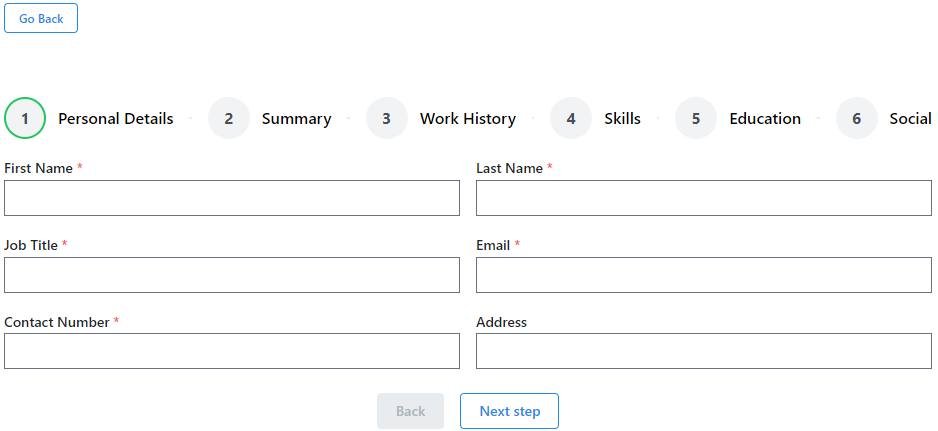 Go Back
1 Personal Details 2 Summary 3 Work History 4 Skills 5 Education 6 Social
First Name * Last Name *
Job Title * Email *
Contact Number * Address
Back Next step